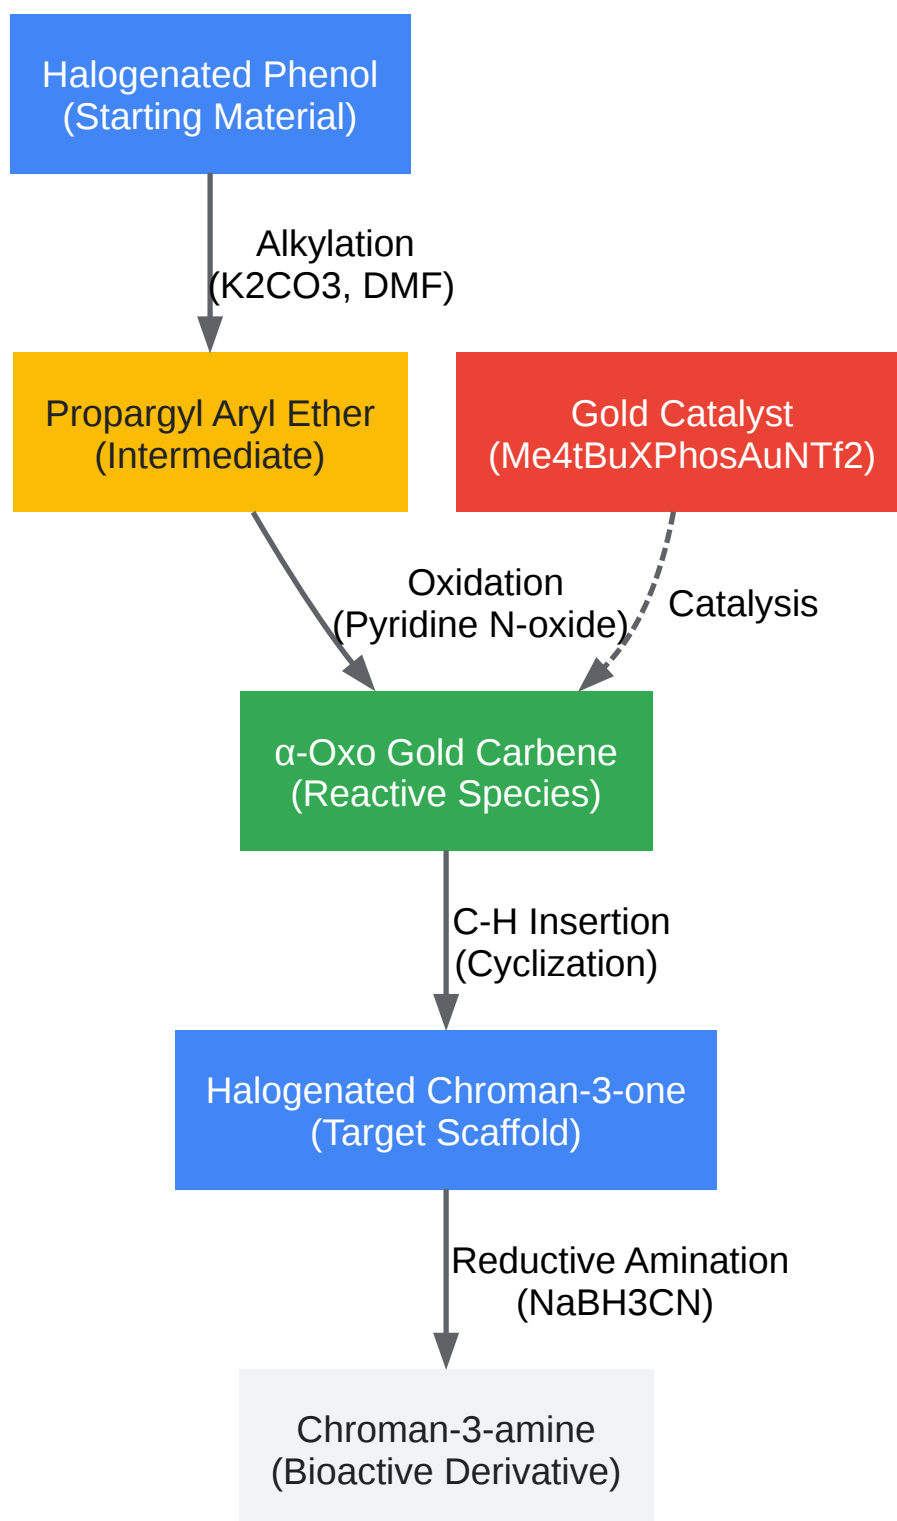 Halogenated Phenol
(Starting Material)
Alkylation
(K2CO3, DMF)
Propargyl Aryl Ether
(Intermediate)
Gold Catalyst
(Me4tBuXPhosAuNTf2)
Oxidation
(Pyridine N-oxide)
Catalysis
α-Oxo Gold Carbene
(Reactive Species)
C-H Insertion
(Cyclization)
Halogenated Chroman-3-one
(Target Scaffold)
Reductive Amination
(NaBH3CN)
Chroman-3-amine
(Bioactive Derivative)